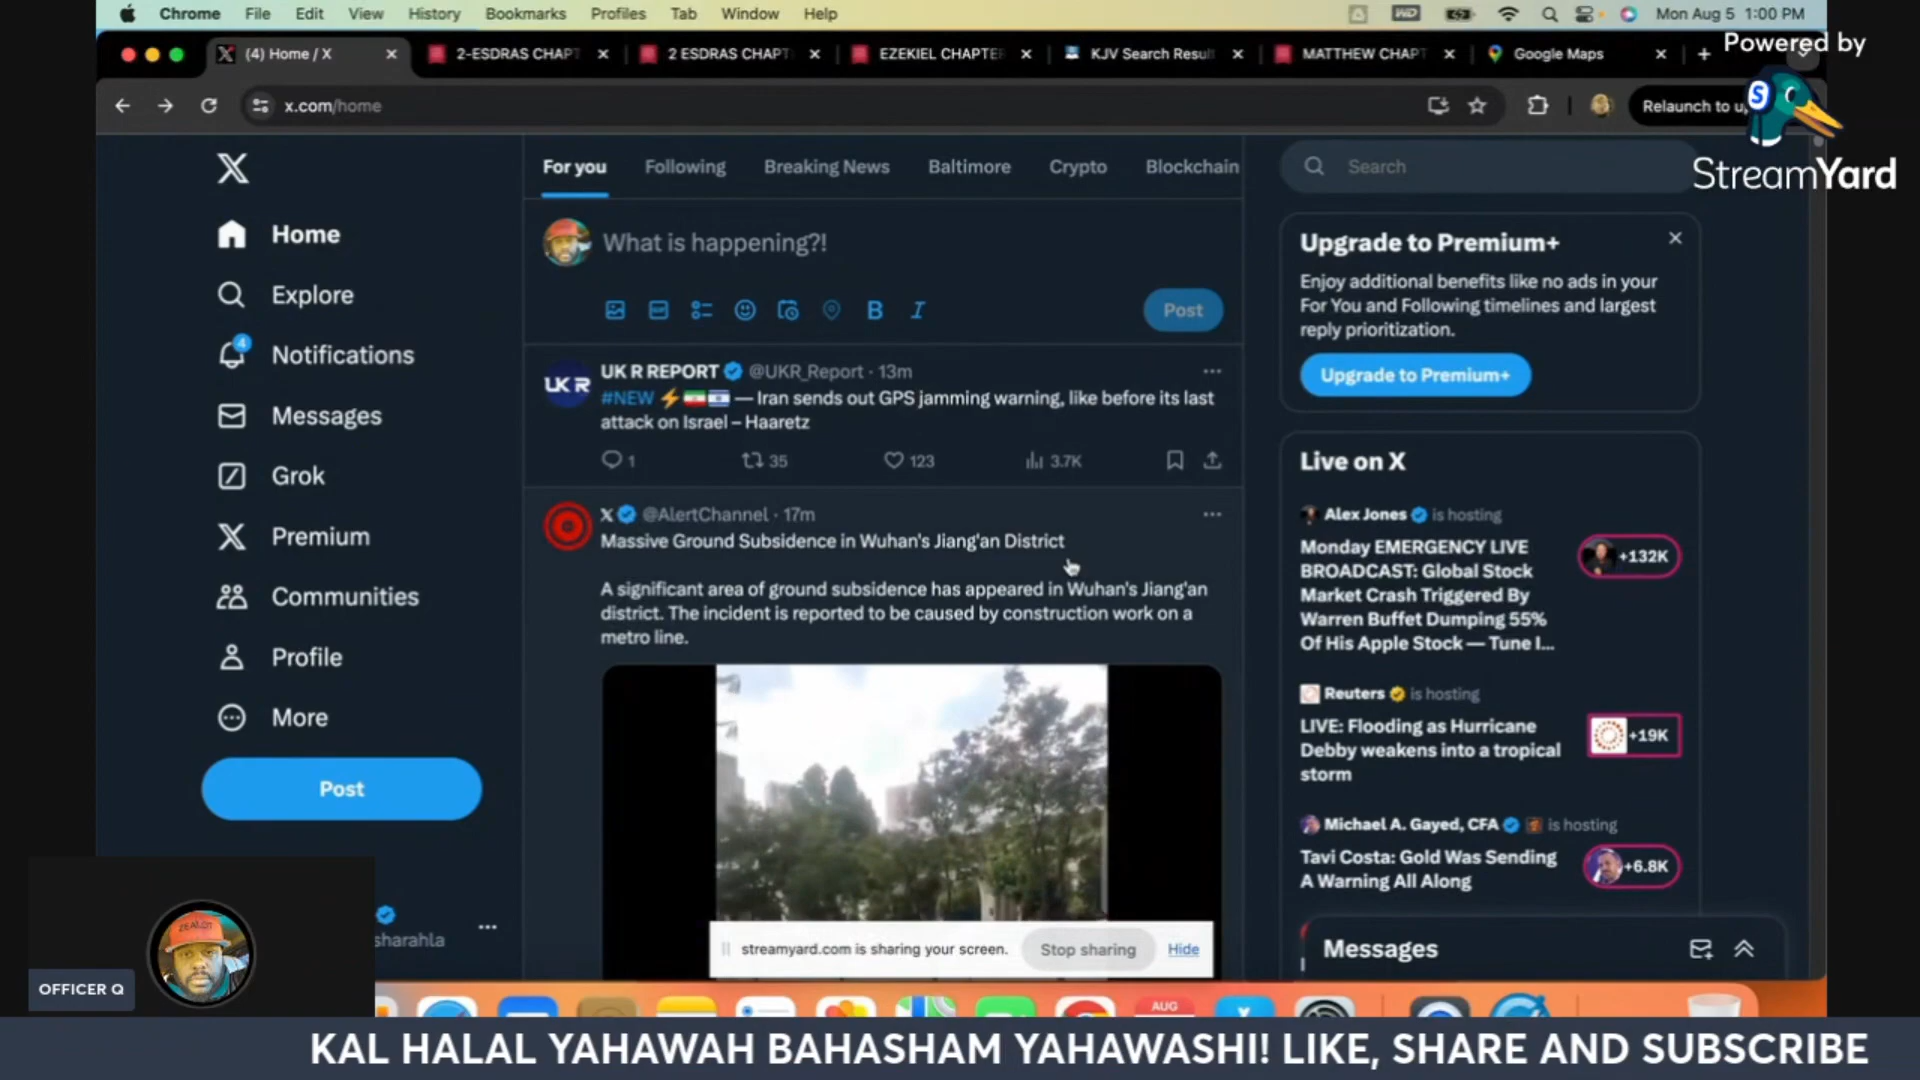 Chrome File Edit View History Bookmarks Profiles Tab Window Help
Mon Aug 5 1:00 PM
Powered by
StreamYard
(4) Home / X
2-ESDRAS CHAPT
2 ESDRAS CHAPT
EZEKIEL CHAPTER
KJV Search Resul
MATTHEW CHAPT
Google Maps
x.com/home
Relaunch to u
Home
Explore
4
Notifications
Messages
Grok
Premium
Communities
Profile
More
Post
sharahla
For you Following Breaking News Baltimore Crypto Blockchain
What is happening?!
B I
Post
UK R
UK R REPORT @UKR_Report · 13m
#NEW ⚡🇮🇷🇮🇱 — Iran sends out GPS jamming warning, like before its last
attack on Israel – Haaretz
1 35 123 3.7K
X @AlertChannel · 17m
Massive Ground Subsidence in Wuhan's Jiang'an District
A significant area of ground subsidence has appeared in Wuhan's Jiang'an
district. The incident is reported to be caused by construction work on a
metro line.
streamyard.com is sharing your screen. Stop sharing Hide
Search
Upgrade to Premium+
Enjoy additional benefits like no ads in your
For You and Following timelines and largest
reply prioritization.
Upgrade to Premium+
Live on X
Alex Jones is hosting
Monday EMERGENCY LIVE
BROADCAST: Global Stock
Market Crash Triggered By
Warren Buffet Dumping 55%
Of His Apple Stock — Tune I...
+132K
Reuters is hosting
LIVE: Flooding as Hurricane
Debby weakens into a tropical
storm
+19K
Michael A. Gayed, CFA is hosting
Tavi Costa: Gold Was Sending
A Warning All Along
+6.8K
Messages
ZEALOT
OFFICER Q
AUG
KAL HALAL YAHAWAH BAHASHAM YAHAWASHI! LIKE, SHARE AND SUBSCRIBE